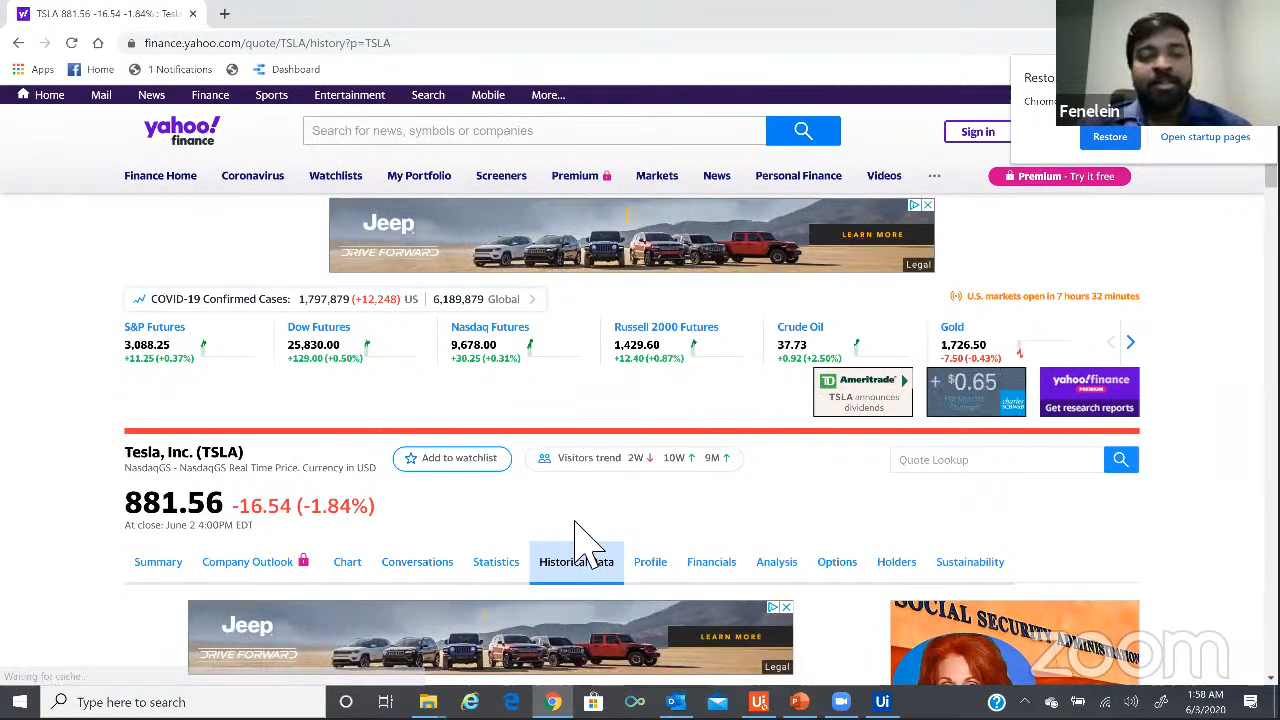 TSLA 881.56 -16.54 -1.84% : Tes
finance.yahoo.com/quote/TSLA/history?p=TSLA
Apps Home 1 Notifications Dashboard
Resto
Chrom
Fenelein
Restore Open startup pages
Home Mail News Finance Sports Entertainment Search Mobile More...
yahoo!
finance
Search for news, symbols or companies
Sign in
Finance Home Coronavirus Watchlists My Portfolio Screeners Premium Markets News Personal Finance Videos ... Premium - Try it free
Jeep
DRIVE FORWARD
LEARN MORE
Legal
COVID-19 Confirmed Cases: 1,797,879 (+12,248) US 6,189,879 Global
U.S. markets open in 7 hours 32 minutes
S&P Futures Dow Futures Nasdaq Futures Russell 2000 Futures Crude Oil Gold
3,088.25 25,830.00 9,678.00 1,429.60 37.73 1,726.50
+11.25 (+0.37%) +129.00 (+0.50%) +30.25 (+0.31%) +12.40 (+0.87%) +0.92 (+2.50%) -7.50 (-0.43%)
Ameritrade
TSLA announces
dividends
+ $0.65
charles
SCHWAB
yahoo!finance
PREMIUM
Get research reports
Tesla, Inc. (TSLA)
NasdaqGS - NasdaqGS Real Time Price. Currency in USD
Add to watchlist
Visitors trend 2W ↓ 10W ↑ 9M ↑
Quote Lookup
881.56 -16.54 (-1.84%)
At close: June 2 4:00PM EDT
Summary Company Outlook Chart Conversations Statistics Historical Data Profile Financials Analysis Options Holders Sustainability
Jeep
DRIVE FORWARD
LEARN MORE
Legal
SOCIAL SECURITY ADMINISTRATION
zoom
Waiting for cache...
Type here to search
1:58 AM
6/3/2020